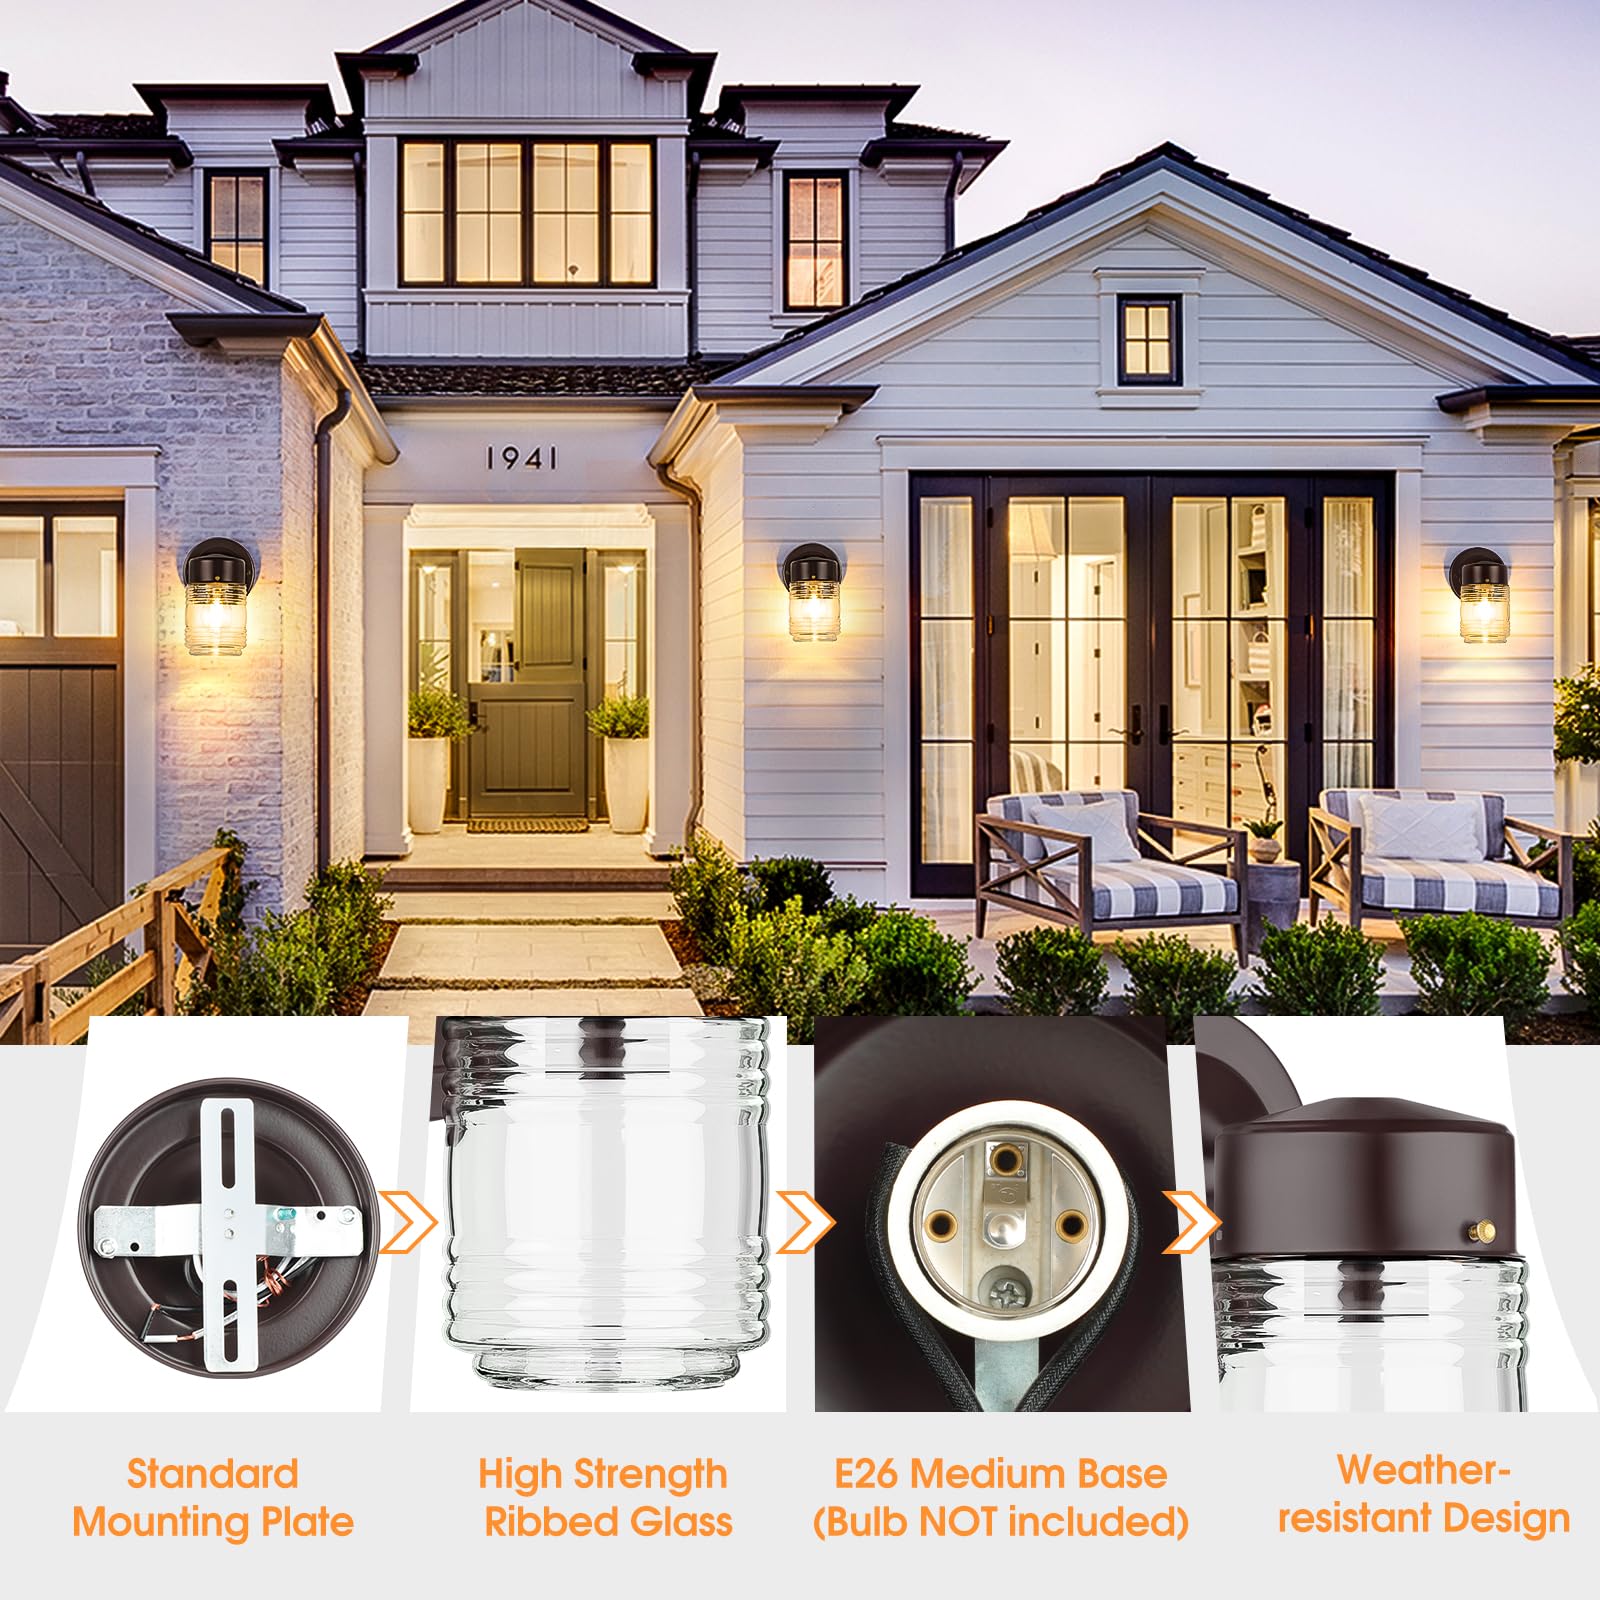 1941
Standard
Mounting Plate
High Strength
Ribbed Glass
E26 Medium Base
(Bulb NOT included)
Weather-
resistant Design